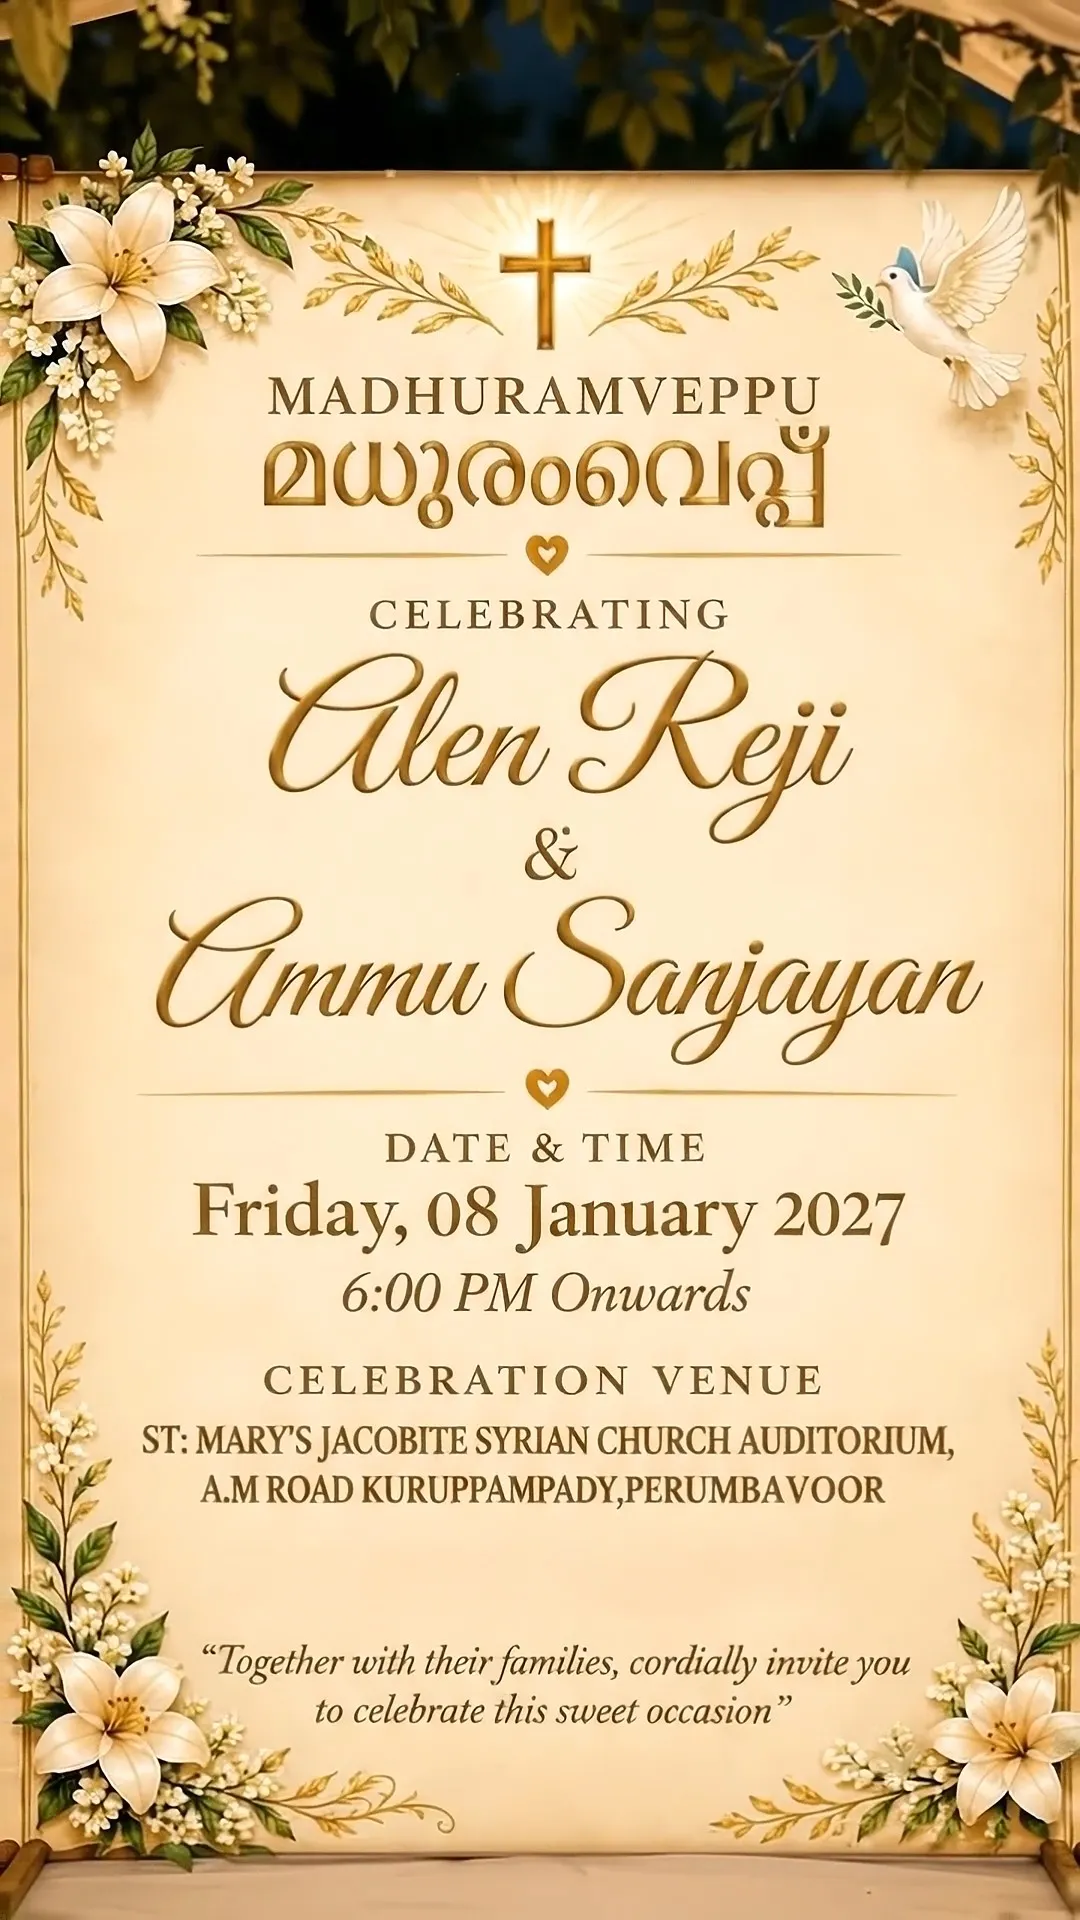 MADHURAMVEPPU
മധുരംവെപ്പ്
CELEBRATING
Alen Reji
&
Ammu Sanjayan
DATE & TIME
Friday, 08 January 2027
6:00 PM Onwards
CELEBRATION VENUE
ST: MARY'S JACOBITE SYRIAN CHURCH AUDITORIUM,
A.M ROAD KURUPPAMPADY,PERUMBAVOOR
“Together with their families, cordially invite you
to celebrate this sweet occasion”